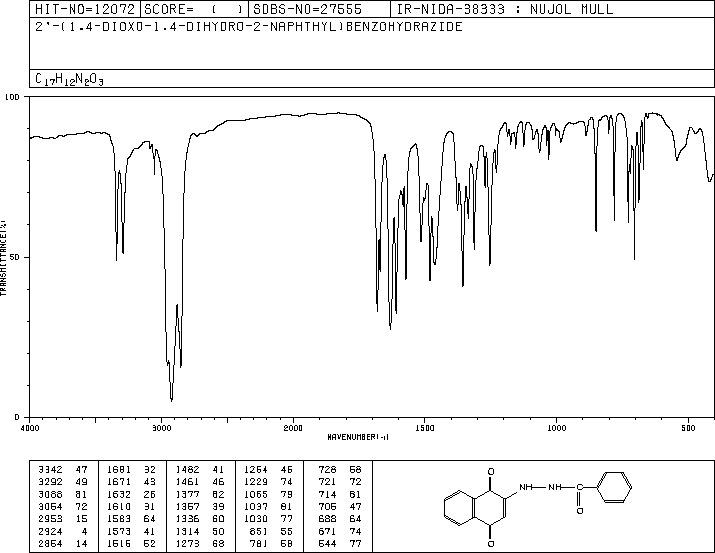 HIT-NO=12072 SCORE= ( ) SDBS-NO=27555 IR-NIDA-38333 : NUJOL MULL
2'-(1,4-DIOXO-1,4-DIHYDRO-2-NAPHTHYL)BENZOHYDRAZIDE
C17H12N2O3
100
50
0
TRANSMITTANCE(%)
4000 3000 2000 1500 1000 500
WAVENUMBER(-1)
3342 47 1681 32 1482 41 1254 45 728 58
3292 49 1671 43 1461 46 1229 74 721 72
3088 81 1632 26 1377 62 1065 79 714 61
3064 72 1610 31 1357 39 1037 81 706 47
2953 15 1583 64 1336 60 1030 77 688 64
2924 4 1573 41 1314 50 851 55 671 74
2854 14 1515 52 1273 68 781 58 544 77
O
NH NH C
O
O